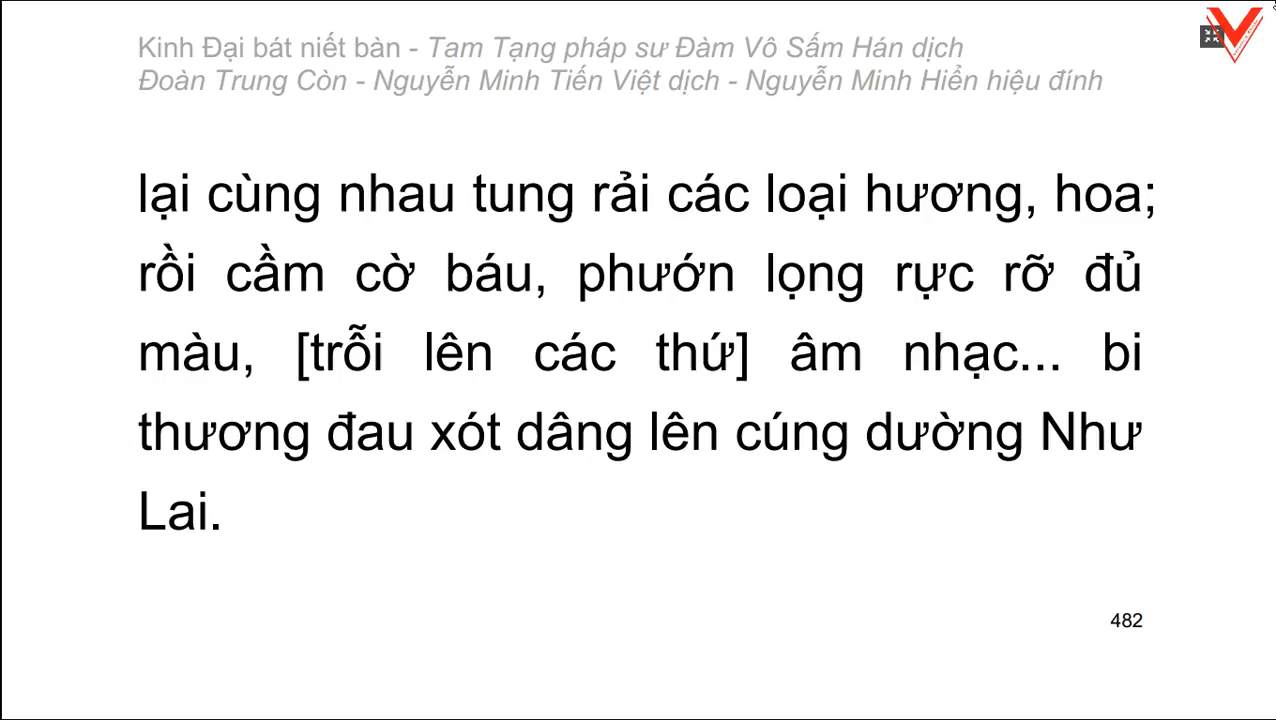 Kinh Đại bát niết bàn - Tam Tạng pháp sư Đàm Vô Sấm Hán dịch
Đoàn Trung Còn - Nguyễn Minh Tiến Việt dịch - Nguyễn Minh Hiển hiệu đính
lại cùng nhau tung rải các loại hương, hoa;
rồi cầm cờ báu, phướn lọng rực rỡ đủ
màu, [trỗi lên các thứ] âm nhạc... bi
thương đau xót dâng lên cúng dường Như
Lai.
482